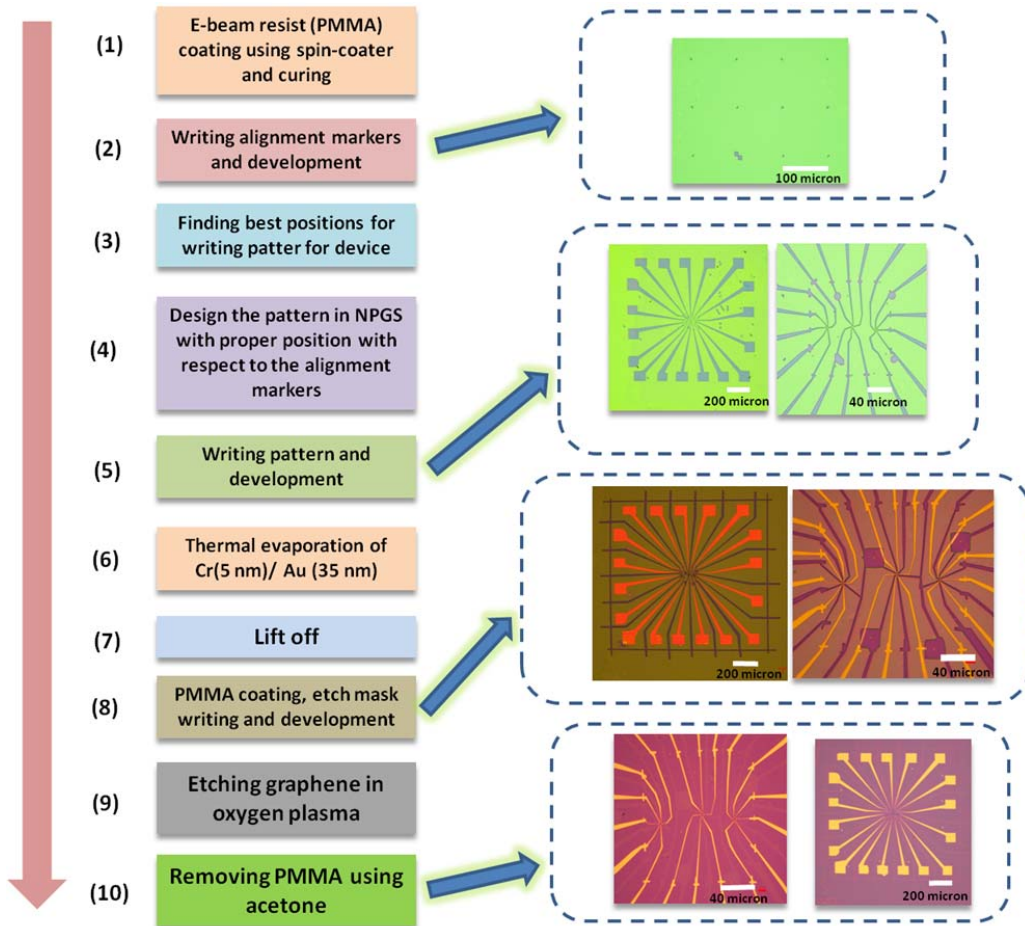 (1)
E-beam resist (PMMA)
coating using spin-coater
and curing
(2)
Writing alignment markers
and development
100 micron
(3)
Finding best positions for
writing patter for device
(4)
Design the pattern in NPGS
with proper position with
respect to the alignment
markers
200 micron
40 micron
(5)
Writing pattern and
development
(6)
Thermal evaporation of
Cr(5 nm)/ Au (35 nm)
(7)
Lift off
(8)
PMMA coating, etch mask
writing and development
200 micron
40 micron
(9)
Etching graphene in
oxygen plasma
(10)
Removing PMMA using
acetone
40 micron
200 micron